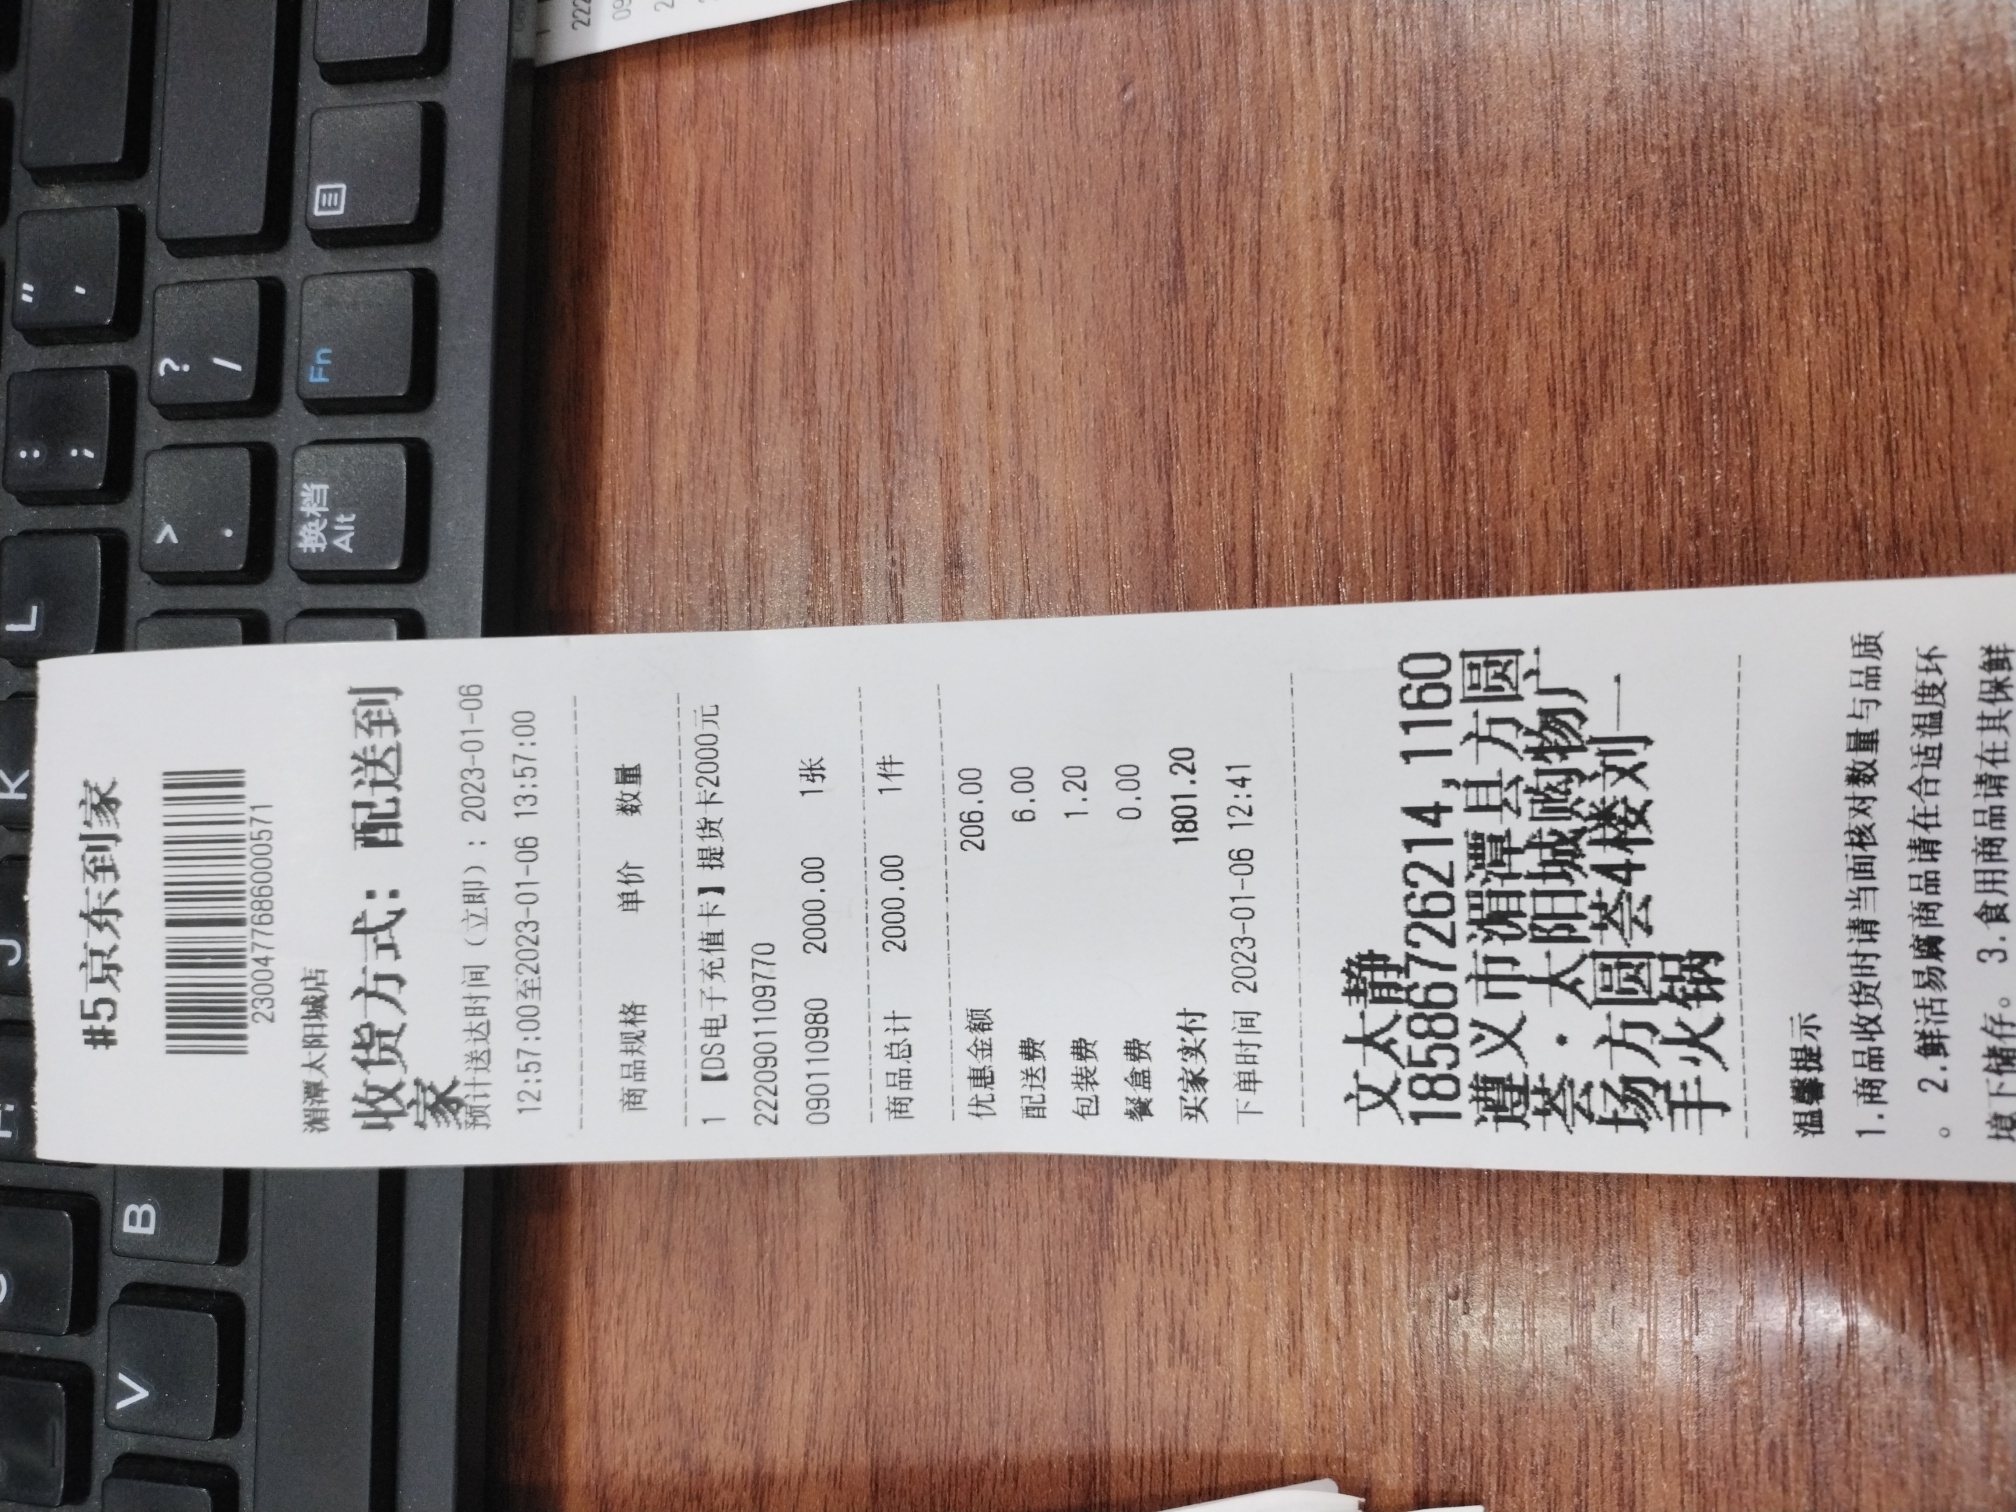 #5京东到家
2300477686000571
湄潭太阳城店
收货方式：配送到
家
预计送达时间（立即）：2023-01-06
12:57:00至2023-01-06 13:57:00
商品规格 单价 数量
1 【DS电子充值卡】提货卡2000元
2220901109770
0901110980 2000.00 1张
商品总计 2000.00 1件
优惠金额 206.00
配送费 6.00
包装费 1.20
餐盒费 0.00
买家实付 1801.20
下单时间 2023-01-06 12:41
文太静
18586726214,1160
遵义市湄潭县方圆
荟·太阳城购物广
场方圆荟4楼刘一
手火锅
温馨提示
1.商品收货时请当面核对数量与品质
。2.鲜活易腐商品请在合适温度环
境下储存。3.食用商品请在其保鲜
"
,
:
;
?
/
>
.
Fn
换档
Alt
L
K
J
B
V
222